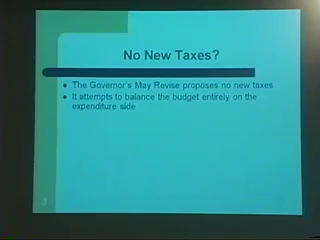 No New Taxes?
The Governor's May Revise proposes no new taxes
It attempts to balance the budget entirely on the
expenditure side
3